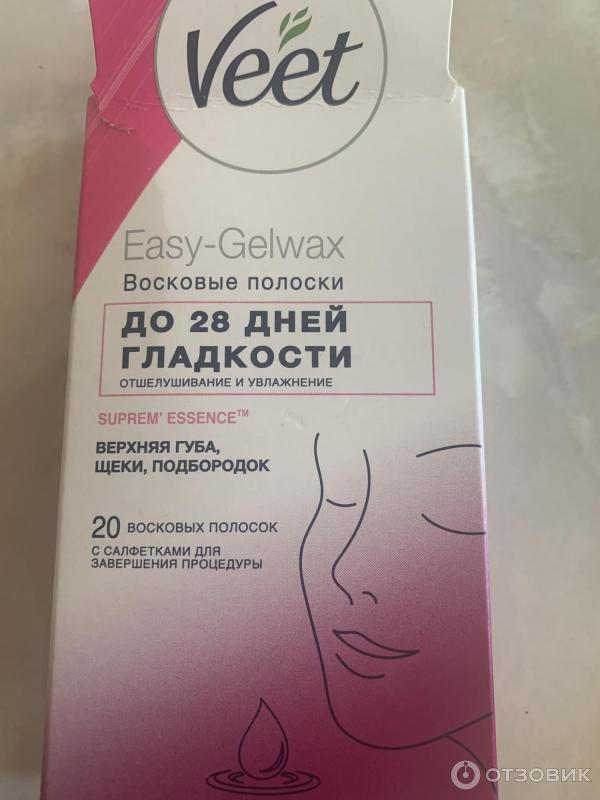 Veet
Easy-Gelwax
Восковые полоски
ДО 28 ДНЕЙ
ГЛАДКОСТИ
ОТШЕЛУШИВАНИЕ И УВЛАЖНЕНИЕ
SUPREM' ESSENCE™
ВЕРХНЯЯ ГУБА,
ЩЕКИ, ПОДБОРОДОК
20 ВОСКОВЫХ ПОЛОСОК
С САЛФЕТКАМИ ДЛЯ
ЗАВЕРШЕНИЯ ПРОЦЕДУРЫ
ОТЗОВИК